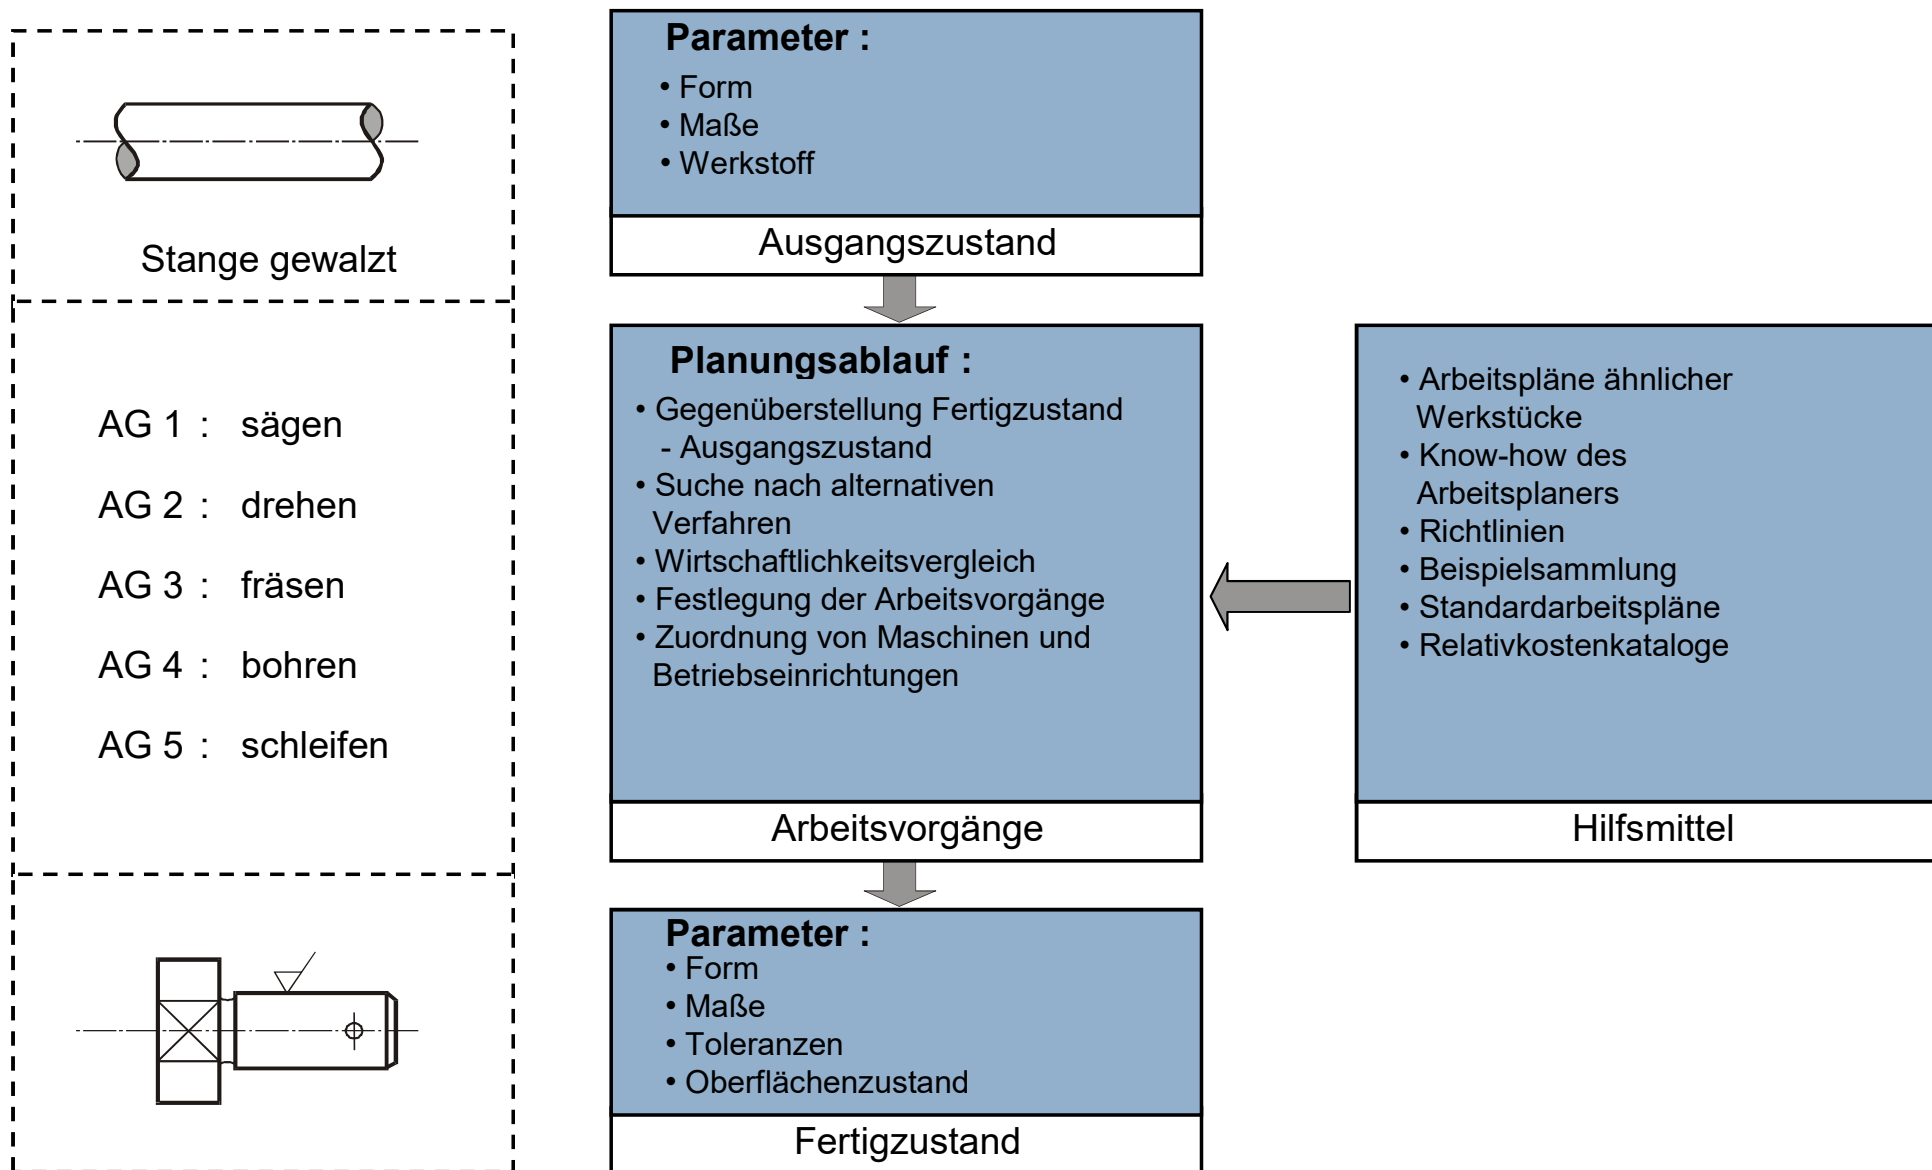 Stange gewalzt
AG 1 : sägen
AG 2 : drehen
AG 3 : fräsen
AG 4 : bohren
AG 5 : schleifen
Parameter :
• Form
• Maße
• Werkstoff
Ausgangszustand
Planungsablauf :
• Gegenüberstellung Fertigzustand
- Ausgangszustand
• Suche nach alternativen
Verfahren
• Wirtschaftlichkeitsvergleich
• Festlegung der Arbeitsvorgänge
• Zuordnung von Maschinen und
Betriebseinrichtungen
Arbeitsvorgänge
• Arbeitspläne ähnlicher
Werkstücke
• Know-how des
Arbeitsplaners
• Richtlinien
• Beispielsammlung
• Standardarbeitspläne
• Relativkostenkataloge
Hilfsmittel
Parameter :
• Form
• Maße
• Toleranzen
• Oberflächenzustand
Fertigzustand